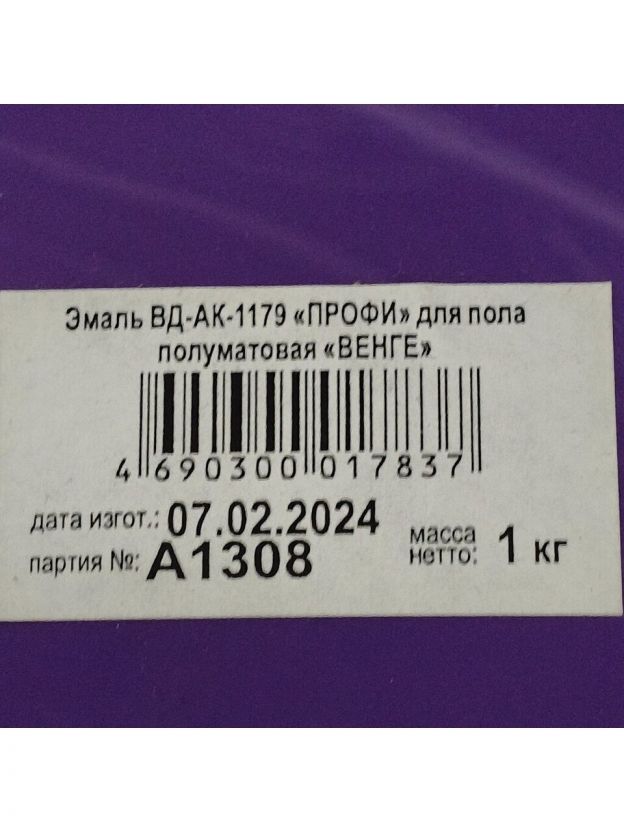 Эмаль ВД-АК-1179 «ПРОФИ» для пола
полуматовая «ВЕНГЕ»
4 690300 017837
дата изгот.: 07.02.2024
партия №: А1308
масса
нетто: 1 кг